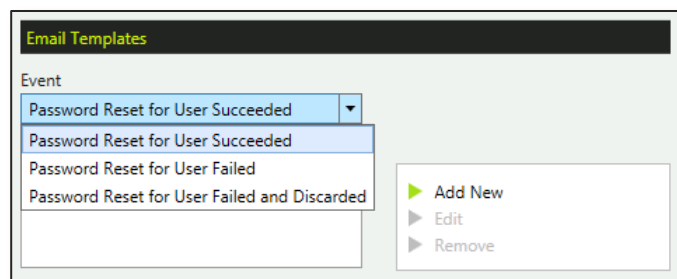 Email Templates
Event
Password Reset for User Succeeded
Password Reset for User Succeeded
Password Reset for User Failed
Password Reset for User Failed and Discarded
Add New
Edit
Remove